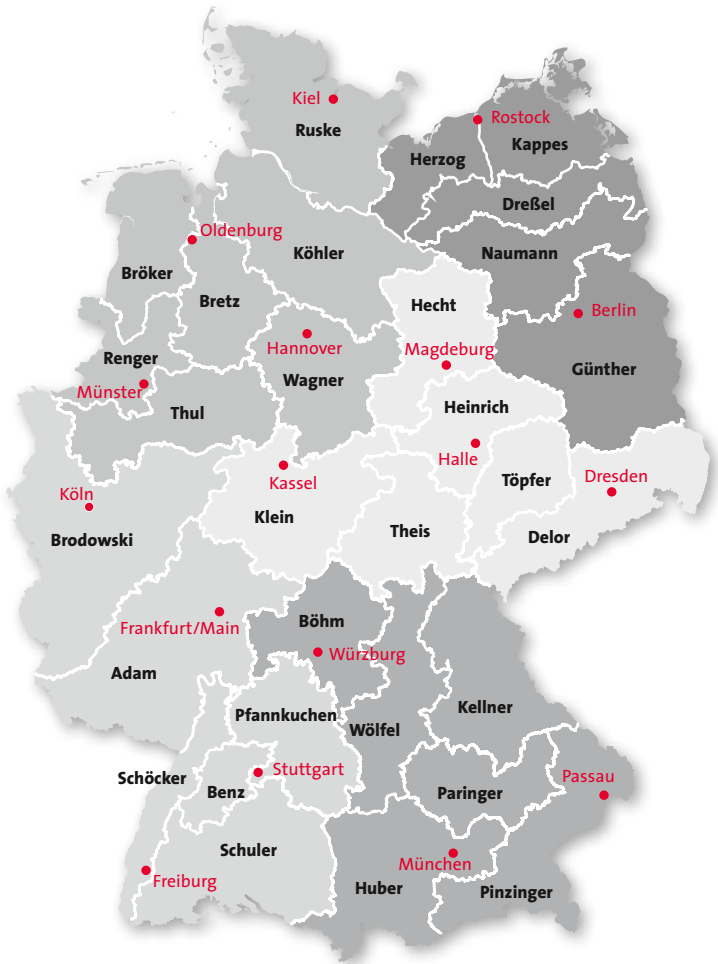 Kiel
Ruske
Rostock
Kappes
Herzog
Dreßel
Oldenburg
Köhler
Naumann
Bröker
Bretz
Hecht
Berlin
Hannover
Magdeburg
Renger
Wagner
Günther
Münster
Thul
Heinrich
Halle
Kassel
Töpfer
Dresden
Köln
Klein
Theis
Delor
Brodowski
Böhm
Frankfurt/Main
Würzburg
Adam
Kellner
Pfannkuchen
Wölfel
Schöcker
Stuttgart
Passau
Benz
Paringer
Schuler
München
Freiburg
Huber
Pinzinger